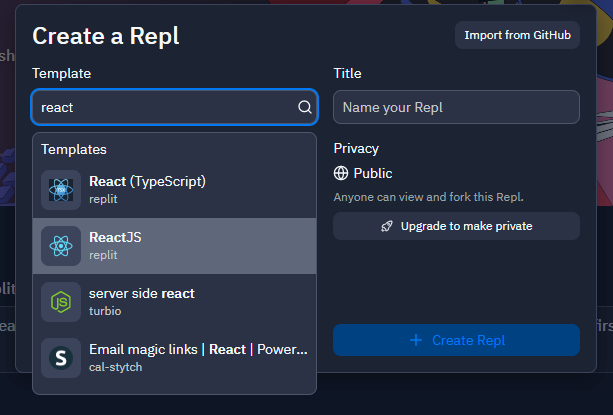 Create a Repl
Import from GitHub
Template
react
Templates
React (TypeScript)
replit
ReactJS
replit
server side react
turbio
Email magic links | React | Power...
cal-stytch
Title
Name your Repl
Privacy
Public
Anyone can view and fork this Repl.
Upgrade to make private
+ Create Repl